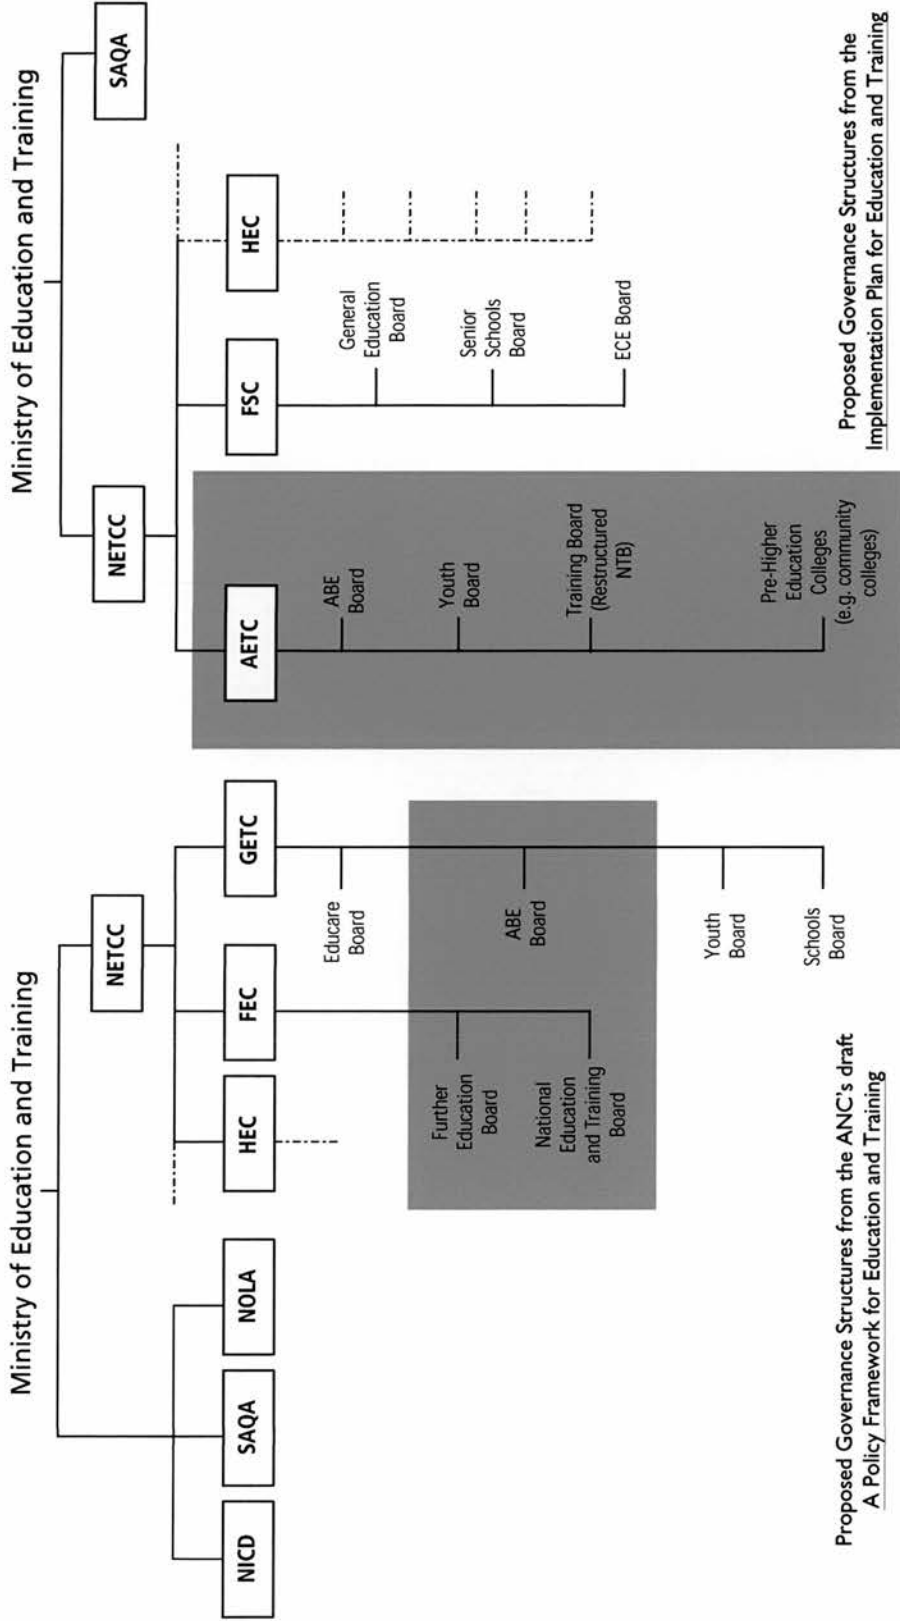 Ministry of Education and Training
NETCC
NICD
SAQA
NOLA
HEC
FEC
GETC
Educare
Board
Further
Education
Board
ABE
Board
National
Education
and Training
Board
Youth
Board
Schools
Board
Proposed Governance Structures from the ANC's draft
A Policy Framework for Education and Training
Ministry of Education and Training
NETCC
SAQA
AETC
FSC
HEC
ABE
Board
General
Education
Board
Youth
Board
Senior
Schools
Board
Training Board
(Restructured
NTB)
ECE Board
Pre-Higher
Education
Colleges
(e.g. community
colleges)
Proposed Governance Structures from the
Implementation Plan for Education and Training